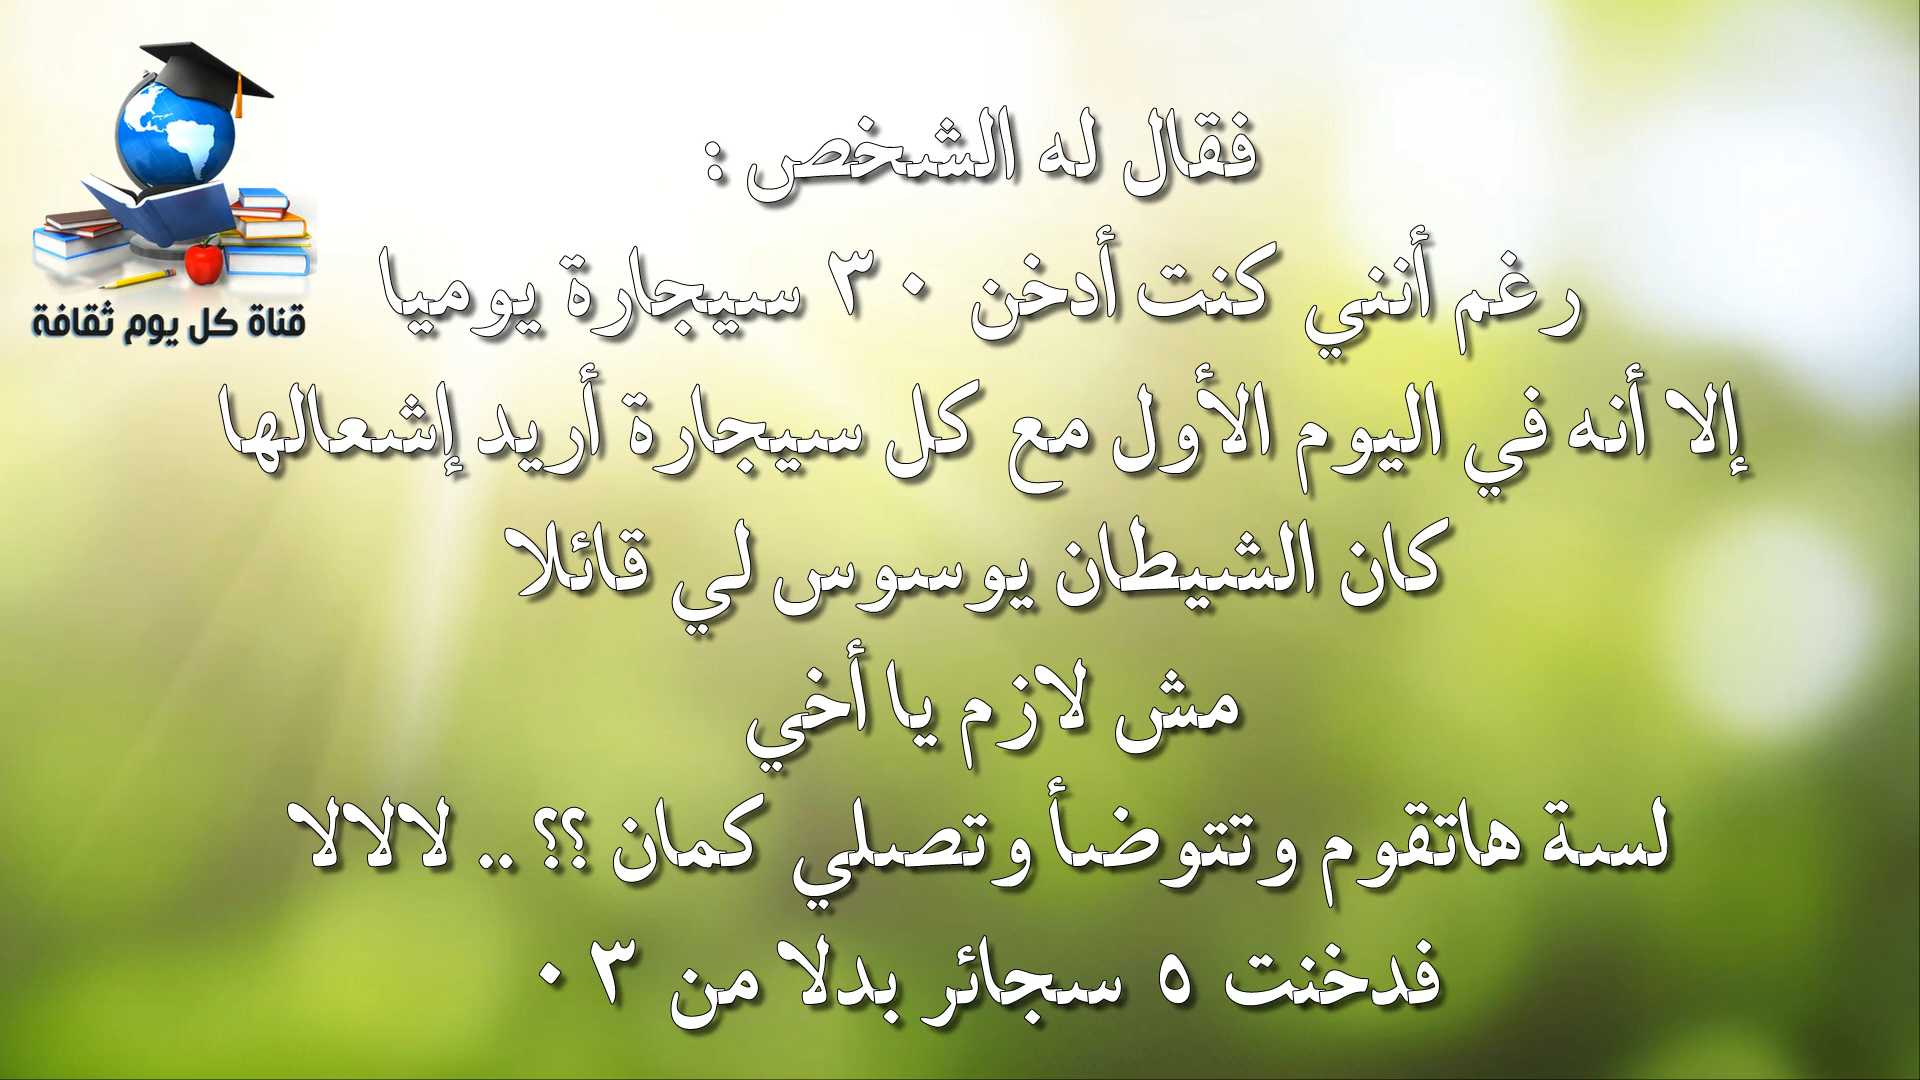 فقال له الشخص :
رغم أنني كنت أدخن ٣٠ سيجارة يوميا
إلا أنه في اليوم الأول مع كل سيجارة أريد إشعالها
كان الشيطان يوسوس لي قائلا
مش لازم يا أخي
لسة هاتقوم وتتوضأ وتصلي كمان ؟؟ .. لالالا
فدخنت ٥ سجائر بدلا من ٣٠
قناة كل يوم ثقافة